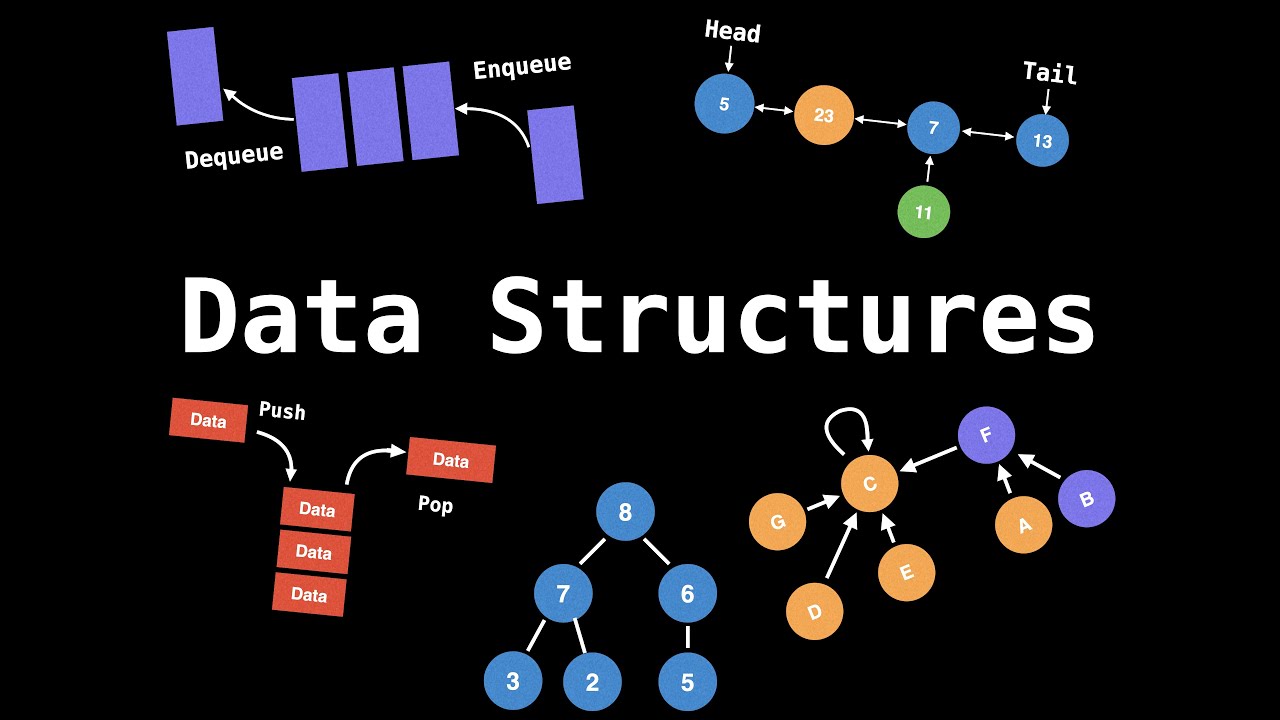 Enqueue
Dequeue
Head
Tail
5
23
7
13
11
Data Structures
Data
Push
Data
Pop
Data
Data
Data
8
7
6
3
2
5
F
C
B
G
A
E
D